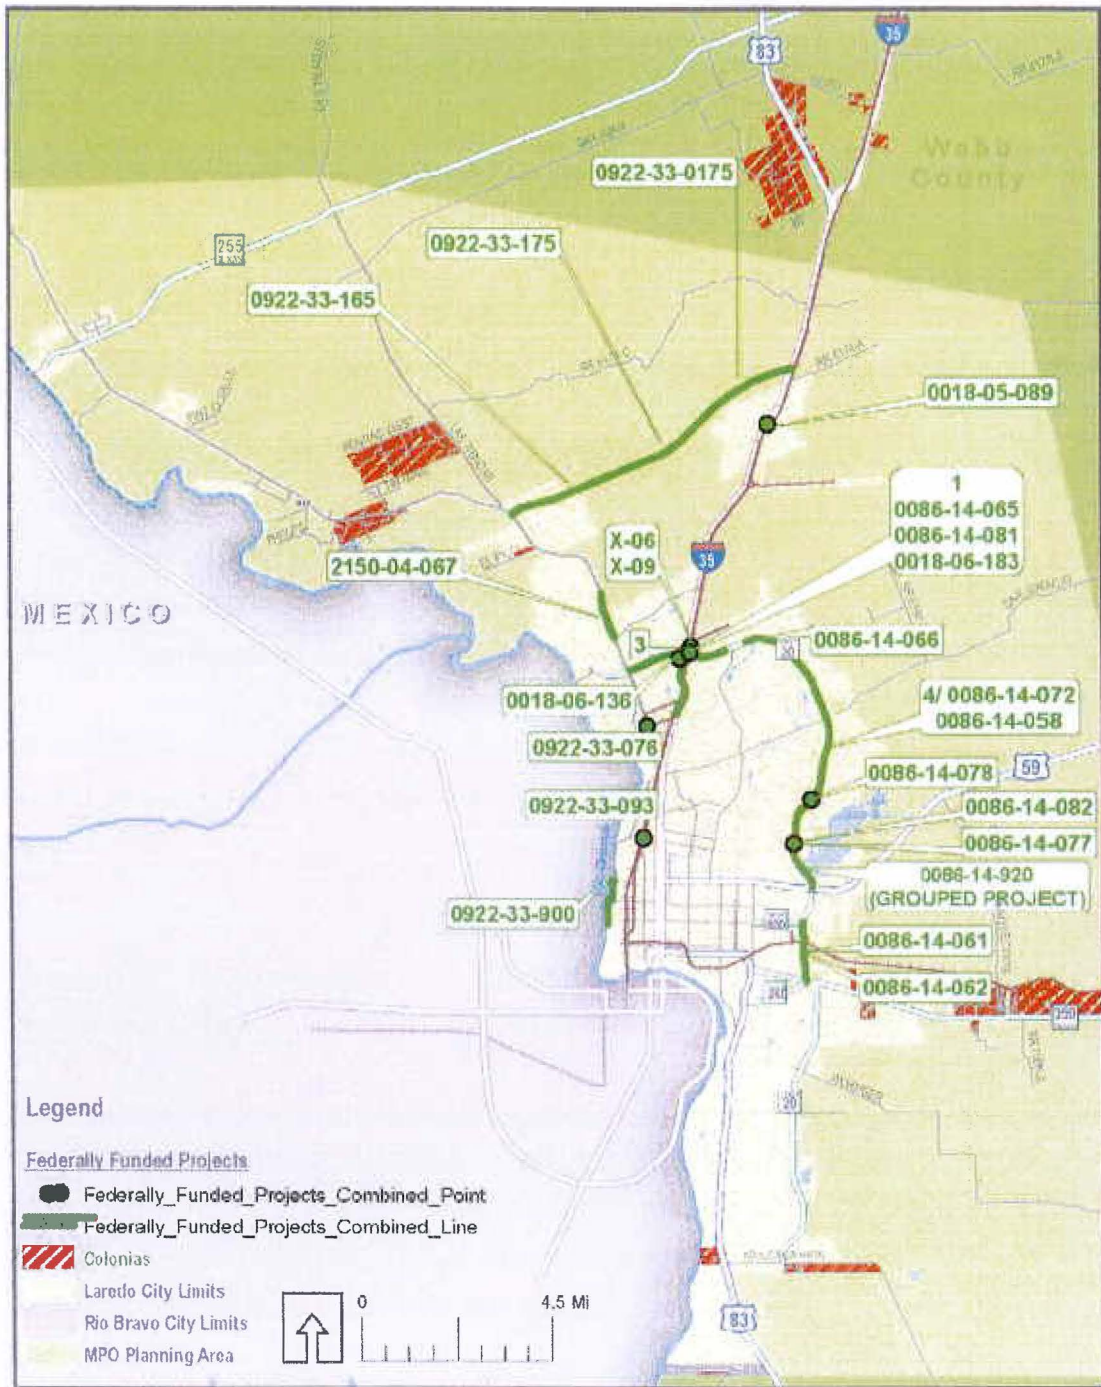 35
83
Webb
County
0922-33-0175
255
0922-33-175
0922-33-165
0018-05-089
1
0086-14-065
0086-14-081
0018-06-183
X-06
X-09
35
2150-04-067
MEXICO
3
20
0086-14-066
0018-06-136
4/ 0086-14-072
0086-14-058
0922-33-076
59
0086-14-078
0922-33-093
0086-14-082
0086-14-077
0086-14-920
(GROUPED PROJECT)
0922-33-900
0086-14-061
0086-14-062
20
83
Legend
Federally Funded Projects
Federally_Funded_Projects_Combined_Point
Federally_Funded_Projects_Combined_Line
Colonias
Laredo City Limits
Rio Bravo City Limits
MPO Planning Area
0 4.5 Mi